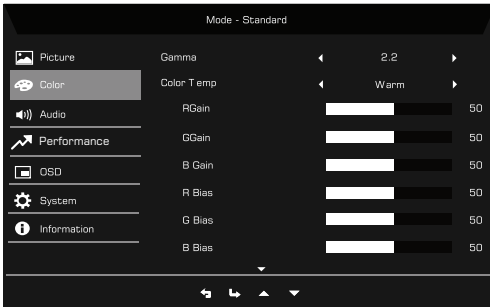 Mode - Standard
Picture
Gamma 2.2
Color
Color Temp Warm
RGain 50
Audio
GGain 50
Performance
B Gain 50
OSD
R Bias 50
System
G Bias 50
Information
B Bias 50